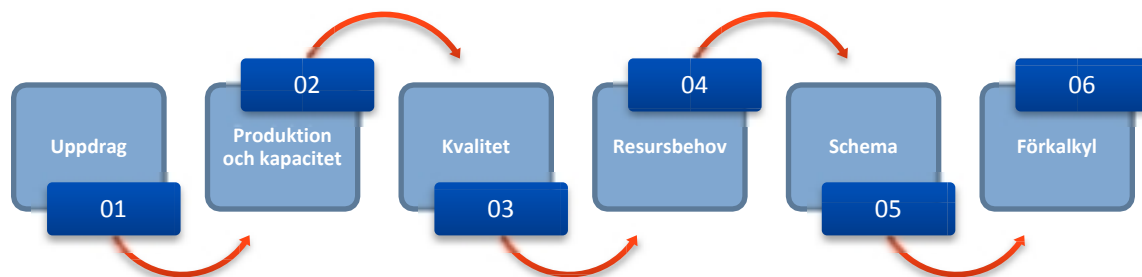 Uppdrag
01
02
Produktion
och kapacitet
Kvalitet
03
04
Resursbehov
Schema
05
06
Förkalkyl